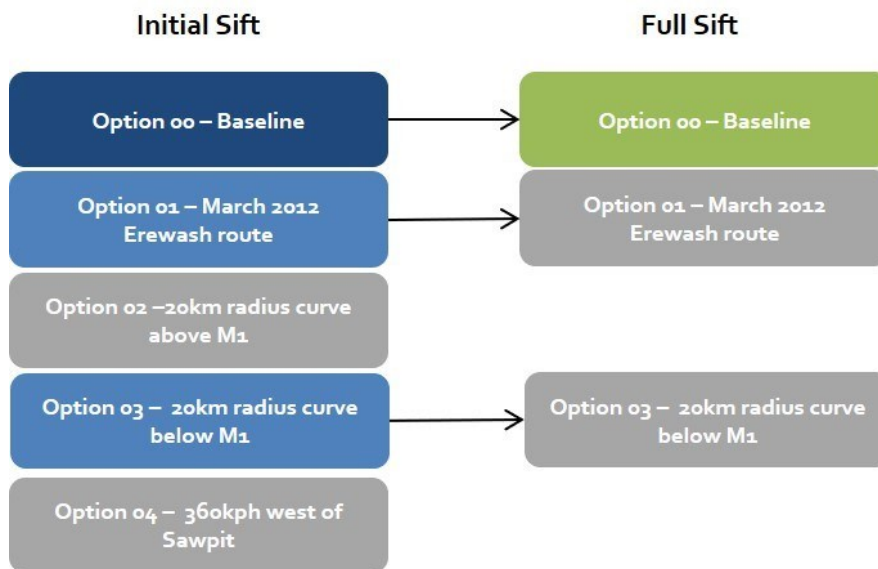 Initial Sift
Full Sift
Option 00 – Baseline
Option 00 – Baseline
Option 01 – March 2012
Erewash route
Option 01 – March 2012
Erewash route
Option 02 –20km radius curve
above M1
Option 03 –  20km radius curve
below M1
Option 03 –  20km radius curve
below M1
Option 04 –  360kph west of
Sawpit